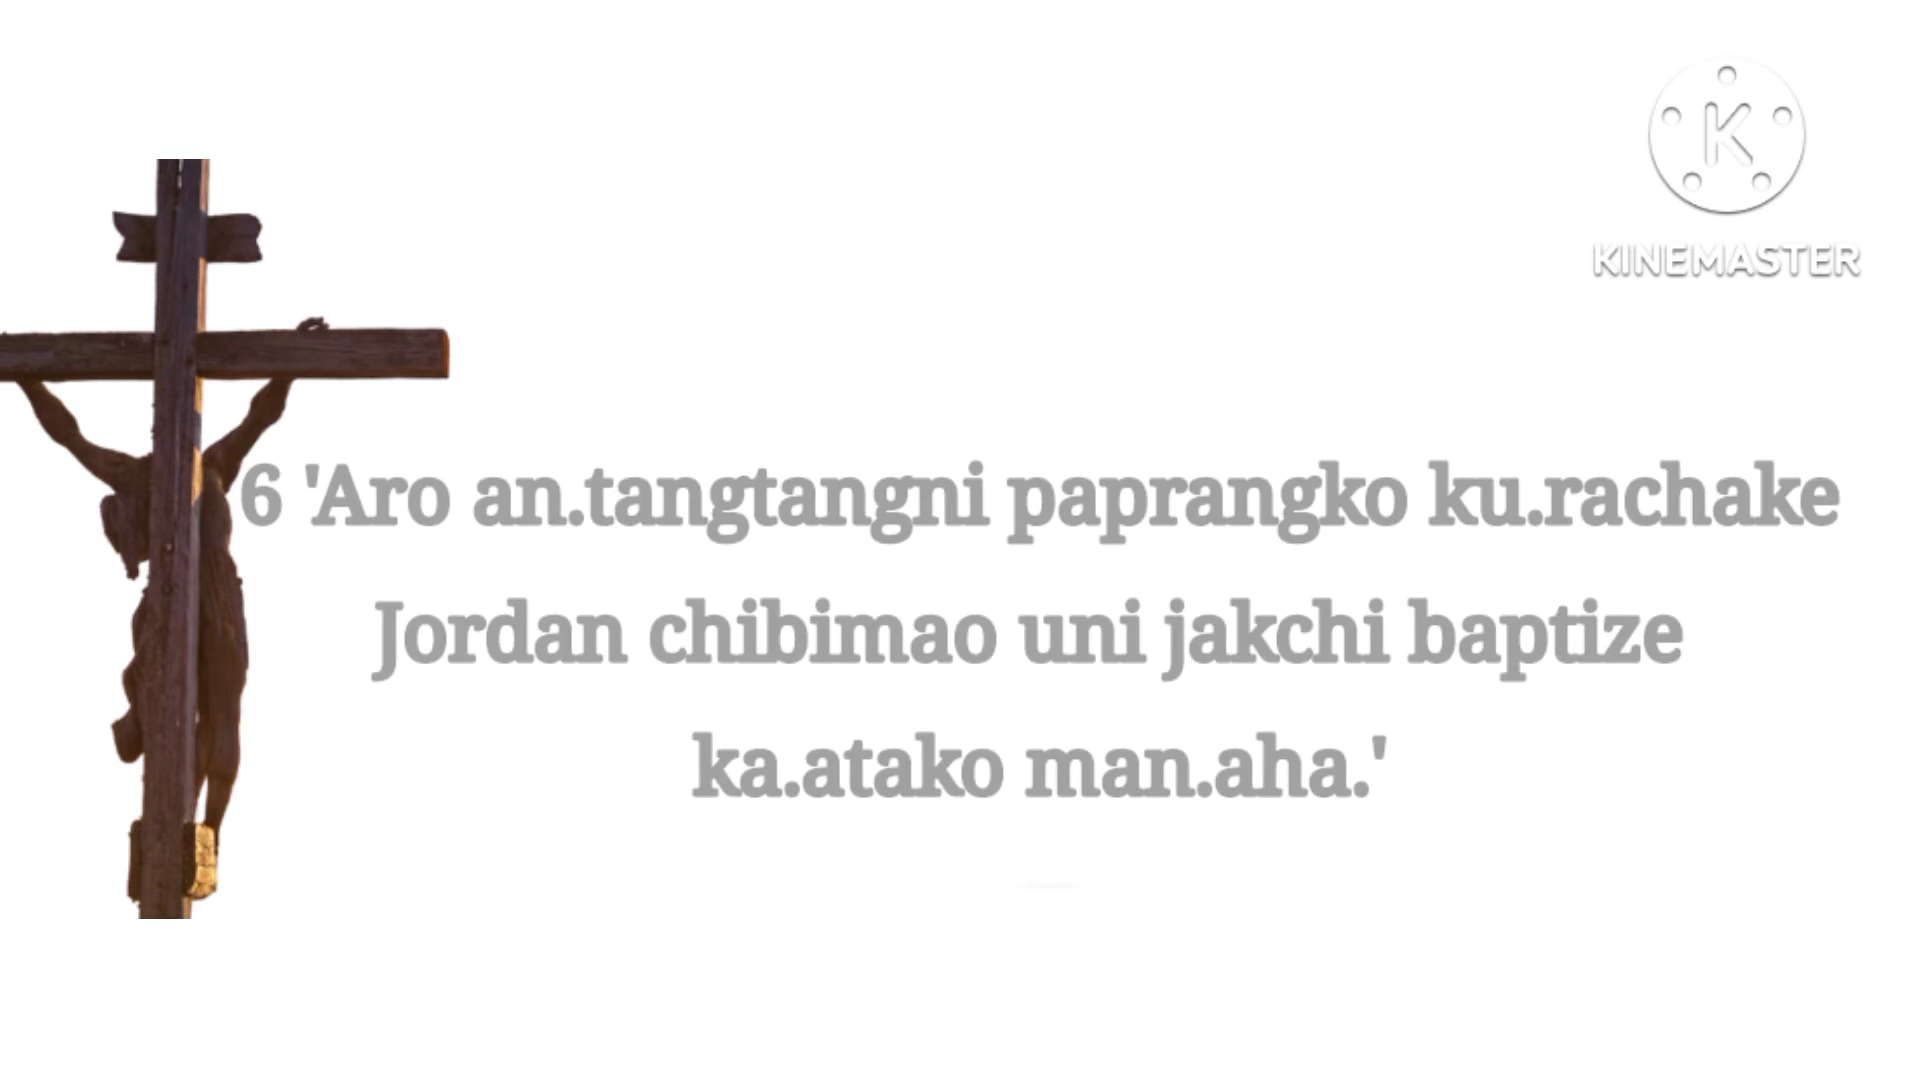 KINEMASTER
6 'Aro an.tangtangni paprangko ku.rachake
Jordan chibimao uni jakchi baptize
ka.atako man.aha.'